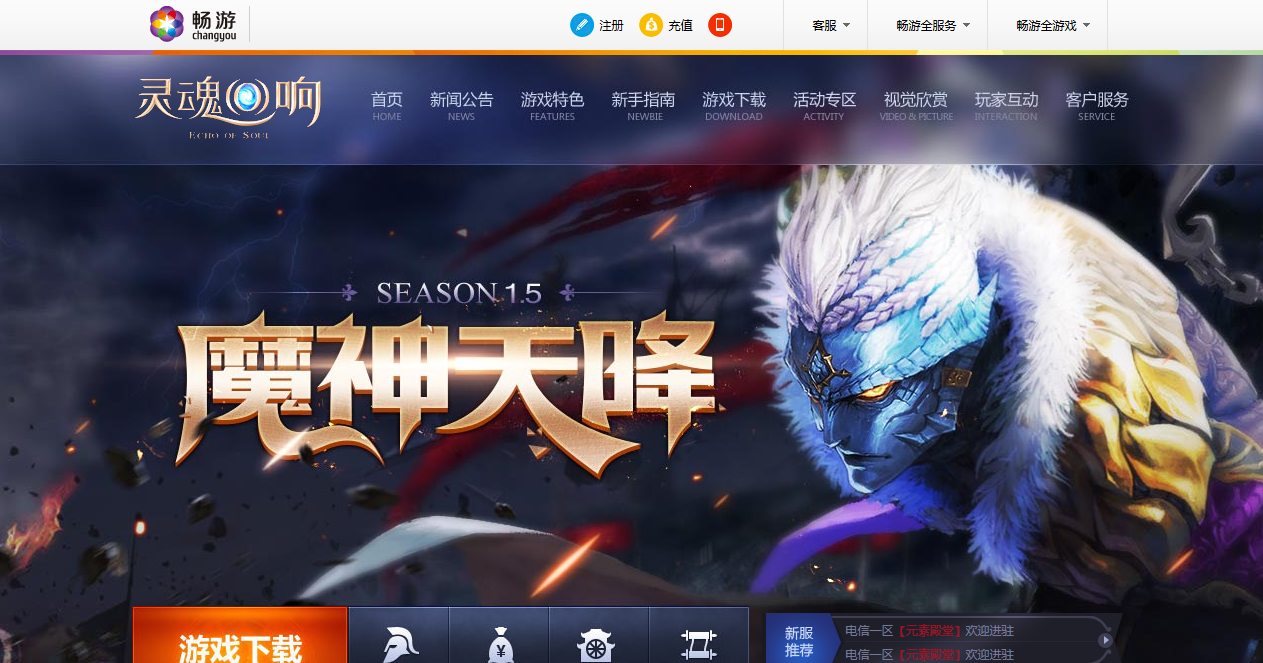 畅游
changyou
注册
充值
客服
畅游全服务
畅游全游戏
灵魂回响
ECHO OF SOUL
首页
HOME
新闻公告
NEWS
游戏特色
FEATURES
新手指南
NEWBIE
游戏下载
DOWNLOAD
活动专区
ACTIVITY
视觉欣赏
VIDEO & PICTURE
玩家互动
INTERACTION
客户服务
SERVICE
SEASON 1.5
魔神天降
游戏下载
¥
新服
推荐
电信一区【元素殿堂】欢迎进驻
电信一区【元素殿堂】欢迎进驻